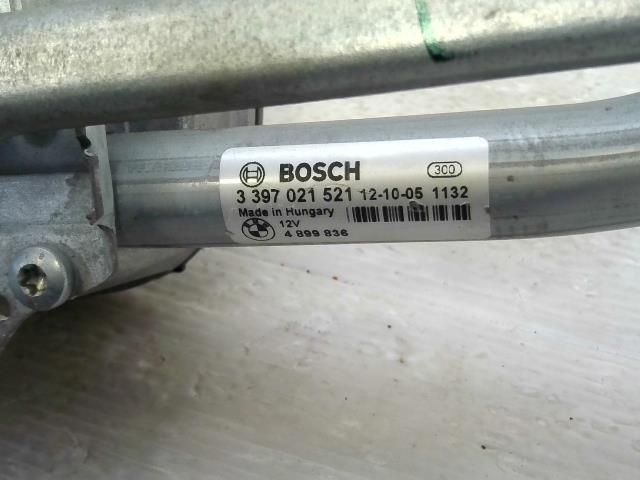 BOSCH 300
3 397 021 521 12-10-05 1132
Made in Hungary
12V
4 899 836